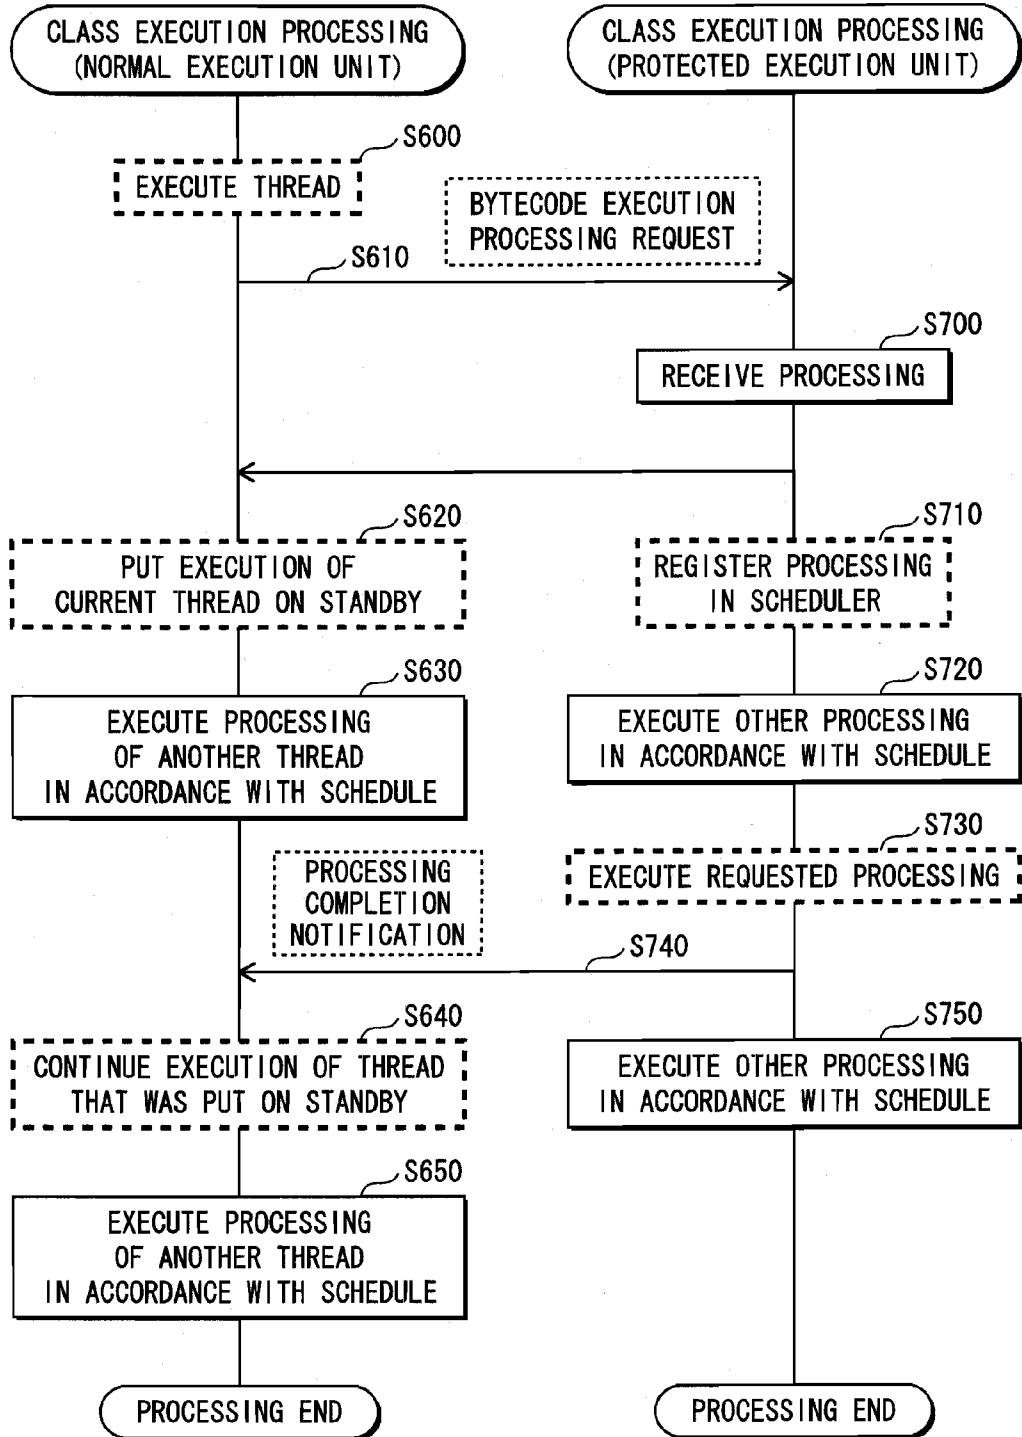 CLASS EXECUTION PROCESSING
(NORMAL EXECUTION UNIT)
CLASS EXECUTION PROCESSING
(PROTECTED EXECUTION UNIT)
S600
EXECUTE THREAD
BYTECODE EXECUTION
PROCESSING REQUEST
S610
S700
RECEIVE PROCESSING
S620
PUT EXECUTION OF
CURRENT THREAD ON STANDBY
S710
REGISTER PROCESSING
IN SCHEDULER
S630
EXECUTE PROCESSING
OF ANOTHER THREAD
IN ACCORDANCE WITH SCHEDULE
S720
EXECUTE OTHER PROCESSING
IN ACCORDANCE WITH SCHEDULE
S730
EXECUTE REQUESTED PROCESSING
PROCESSING
COMPLETION
NOTIFICATION
S740
S640
CONTINUE EXECUTION OF THREAD
THAT WAS PUT ON STANDBY
S750
EXECUTE OTHER PROCESSING
IN ACCORDANCE WITH SCHEDULE
S650
EXECUTE PROCESSING
OF ANOTHER THREAD
IN ACCORDANCE WITH SCHEDULE
PROCESSING END
PROCESSING END